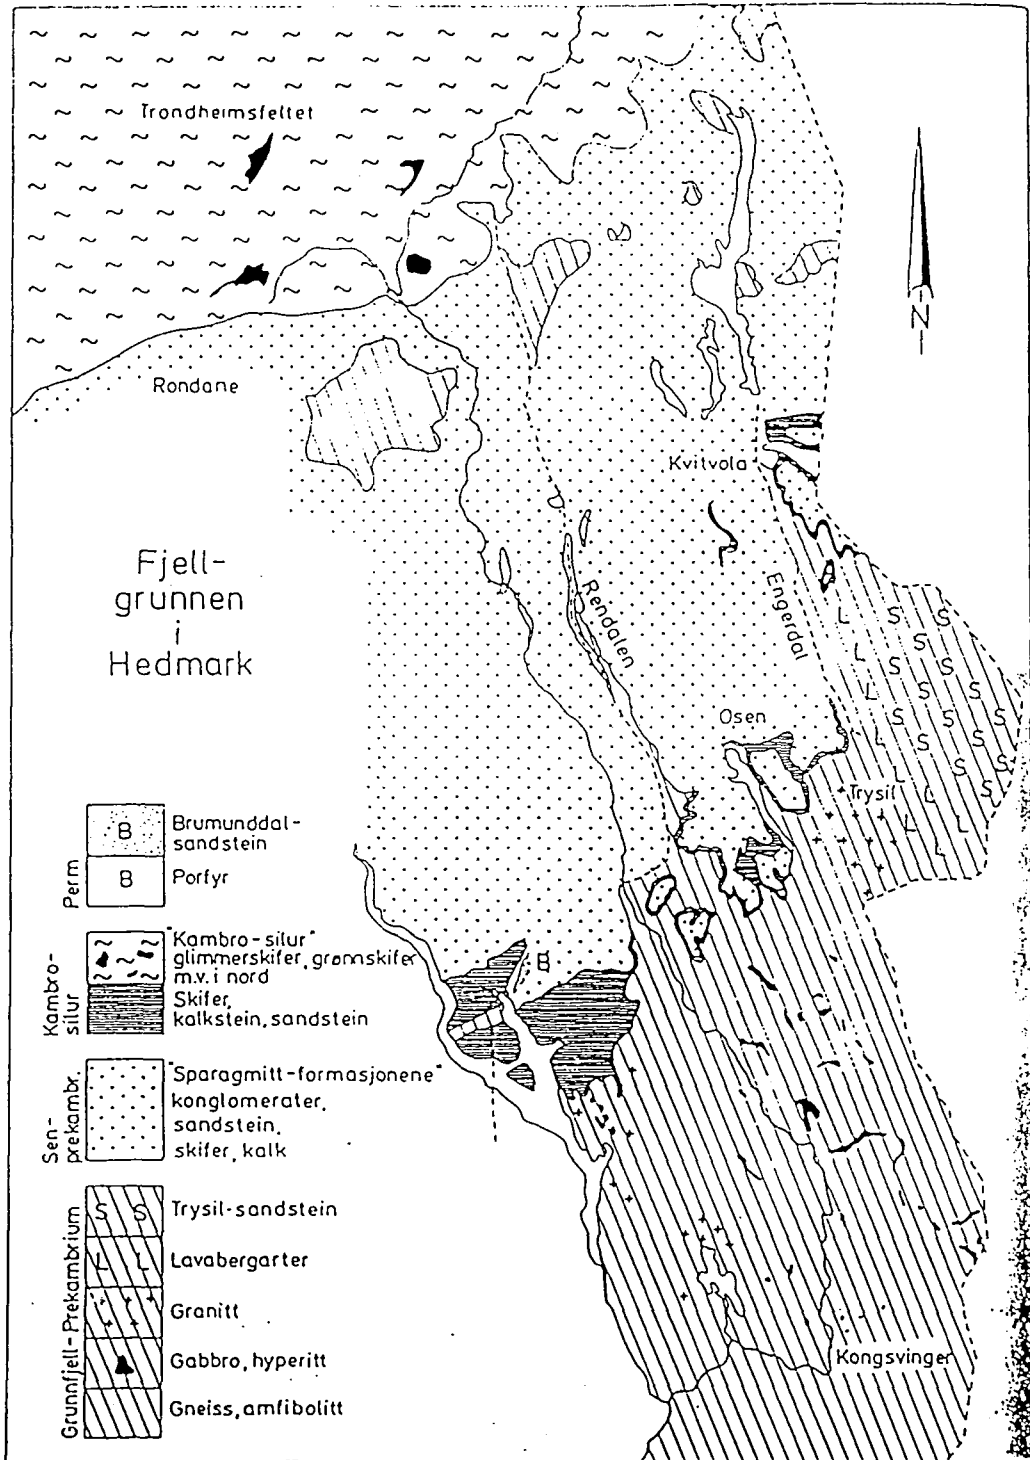 Trondheimsfeltet
Rondane
N
Kvitvola
Fjell-
grunnen
i
Hedmark
Rendalen
Engerdal
L S S
L S S
L S S S
L S S S
L S S
L L S
L L
Osen
Trysil
B
Kongsvinger
Perm
B Brumunddal-
sandstein
B Porfyr
Kambro-
silur
"Kambro-silur"
glimmerskifer, grønnskifer
m.v. i nord
Skifer,
kalkstein, sandstein
Sen-
prekambr.
"Sparagmitt-formasjonene"
konglomerater,
sandstein,
skifer, kalk
Grunnfjell-Prekambrium
S S Trysil-sandstein
L L Lavabergarter
Granitt
Gabbro, hyperitt
Gneiss, amfibolitt